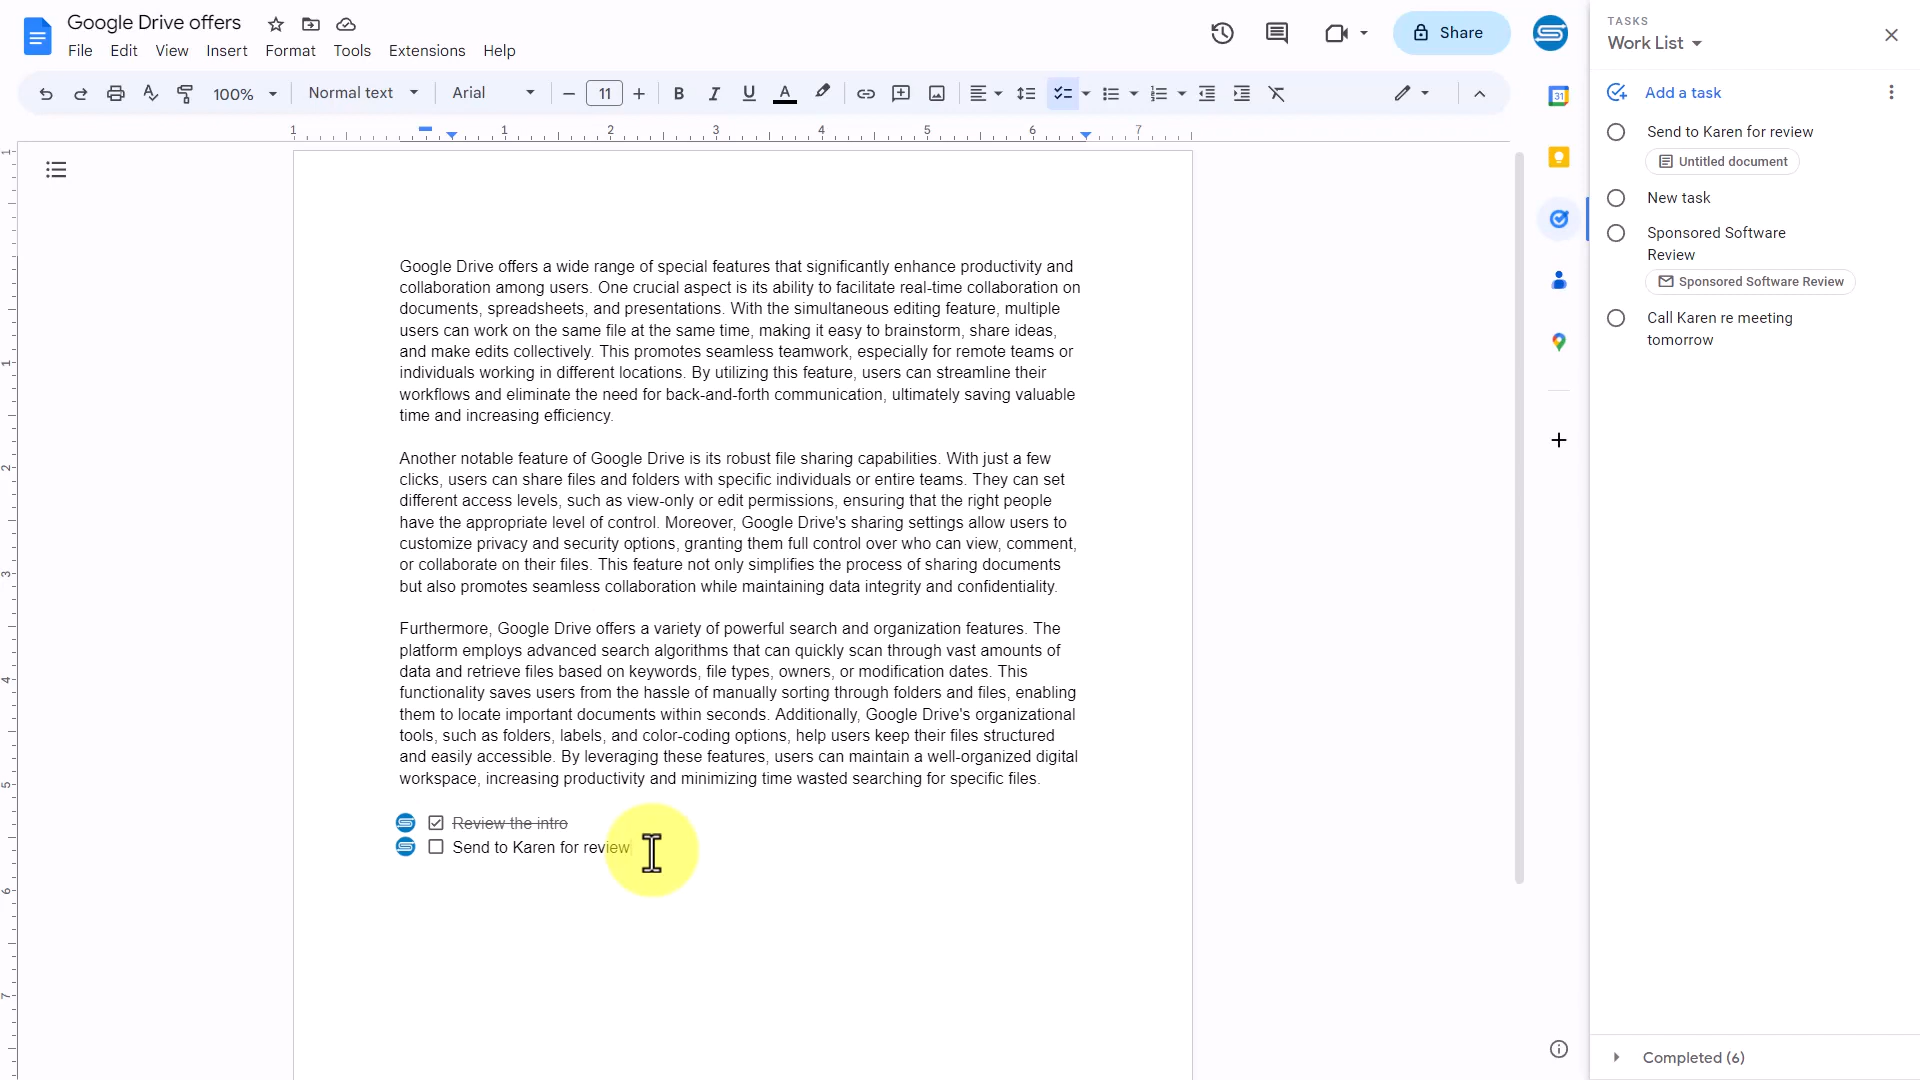 Google Drive offers
File Edit View Insert Format Tools Extensions Help
Share
100% Normal text Arial 11
1 1 2 3 4 5 6 7
Google Drive offers a wide range of special features that significantly enhance productivity and
collaboration among users. One crucial aspect is its ability to facilitate real-time collaboration on
documents, spreadsheets, and presentations. With the simultaneous editing feature, multiple
users can work on the same file at the same time, making it easy to brainstorm, share ideas,
and make edits collectively. This promotes seamless teamwork, especially for remote teams or
individuals working in different locations. By utilizing this feature, users can streamline their
workflows and eliminate the need for back-and-forth communication, ultimately saving valuable
time and increasing efficiency.
Another notable feature of Google Drive is its robust file sharing capabilities. With just a few
clicks, users can share files and folders with specific individuals or entire teams. They can set
different access levels, such as view-only or edit permissions, ensuring that the right people
have the appropriate level of control. Moreover, Google Drive's sharing settings allow users to
customize privacy and security options, granting them full control over who can view, comment,
or collaborate on their files. This feature not only simplifies the process of sharing documents
but also promotes seamless collaboration while maintaining data integrity and confidentiality.
Furthermore, Google Drive offers a variety of powerful search and organization features. The
platform employs advanced search algorithms that can quickly scan through vast amounts of
data and retrieve files based on keywords, file types, owners, or modification dates. This
functionality saves users from the hassle of manually sorting through folders and files, enabling
them to locate important documents within seconds. Additionally, Google Drive's organizational
tools, such as folders, labels, and color-coding options, help users keep their files structured
and easily accessible. By leveraging these features, users can maintain a well-organized digital
workspace, increasing productivity and minimizing time wasted searching for specific files.
Review the intro
Send to Karen for review
1
1
2
3
4
5
6
7
31
TASKS
Work List
Add a task
Send to Karen for review
Untitled document
New task
Sponsored Software
Review
Sponsored Software Review
Call Karen re meeting
tomorrow
Completed (6)